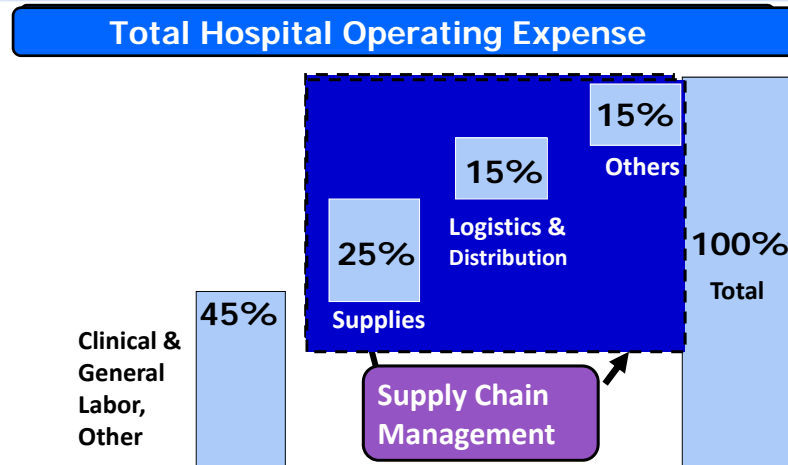 Total Hospital Operating Expense
15%
Others
15%
Logistics &
Distribution
25%
Supplies
100%
Total
45%
Clinical &
General
Labor,
Other
Supply Chain
Management